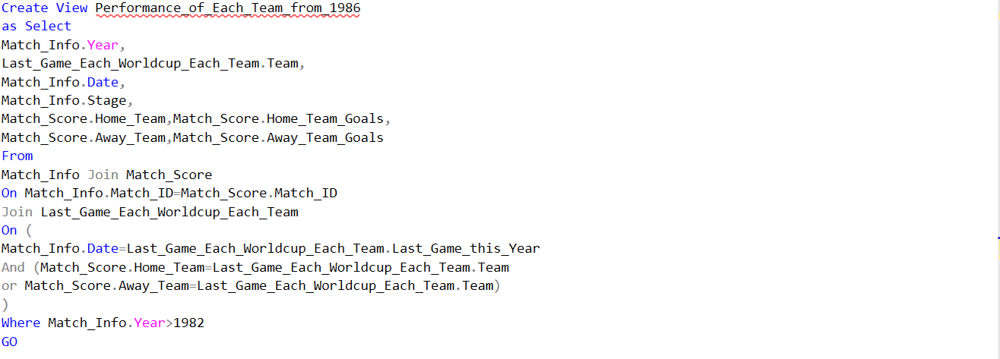 Create View Performance_of_Each_Team_from_1986
as Select
Match_Info.Year,
Last_Game_Each_Worldcup_Each_Team.Team,
Match_Info.Date,
Match_Info.Stage,
Match_Score.Home_Team,Match_Score.Home_Team_Goals,
Match_Score.Away_Team,Match_Score.Away_Team_Goals
From
Match_Info Join Match_Score
On Match_Info.Match_ID=Match_Score.Match_ID
Join Last_Game_Each_Worldcup_Each_Team
On (
Match_Info.Date=Last_Game_Each_Worldcup_Each_Team.Last_Game_this_Year
And (Match_Score.Home_Team=Last_Game_Each_Worldcup_Each_Team.Team
or Match_Score.Away_Team=Last_Game_Each_Worldcup_Each_Team.Team)
)
Where Match_Info.Year>1982
GO